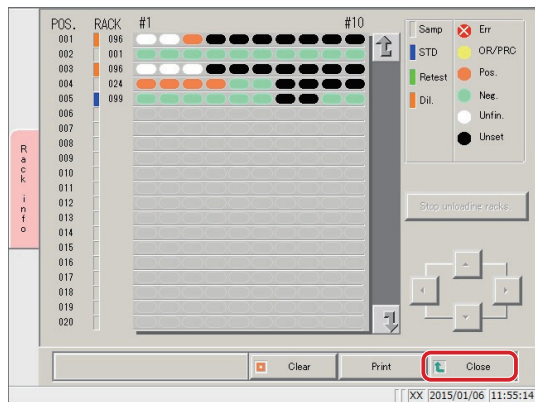 POS. RACK #1 #10
001 096
002 001
003 096
004 024
005 099
006
007
008
009
010
011
012
013
014
015
016
017
018
019
020
Rack info
Samp
STD
Retest
Dil.
Err
OR/PRC
Pos.
Neg.
Unfin.
Unset
Stop unloading racks.
Clear
Print
Close
XX 2015/01/06 11:55:14